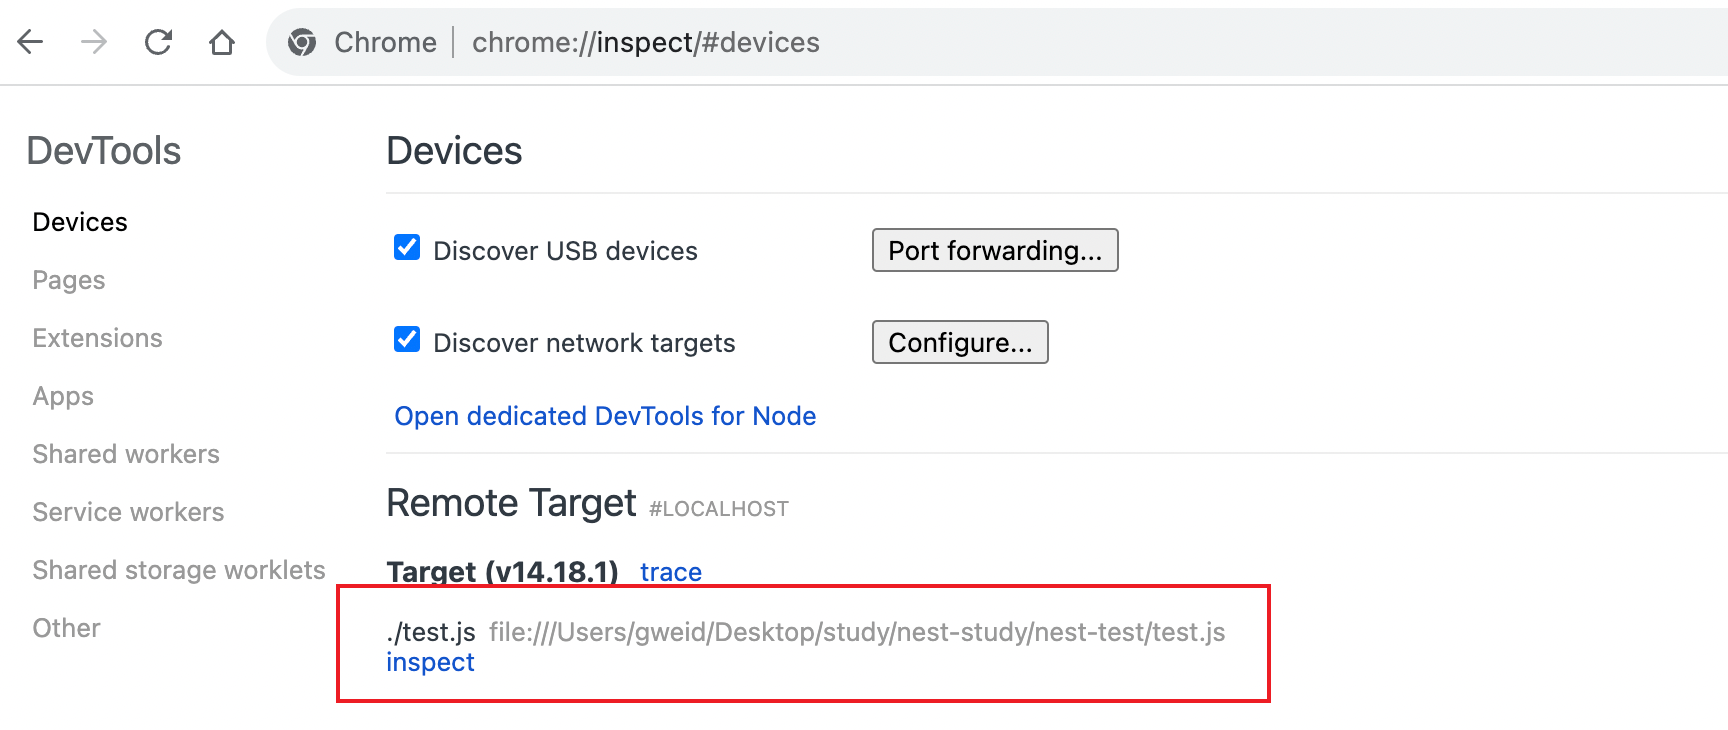 Chrome | chrome://inspect/#devices
DevTools
Devices
Pages
Extensions
Apps
Shared workers
Service workers
Shared storage worklets
Other
Devices
Discover USB devices
Port forwarding...
Discover network targets
Configure...
Open dedicated DevTools for Node
Remote Target #LOCALHOST
Target (v14.18.1) trace
./test.js file:///Users/gweid/Desktop/study/nest-study/nest-test/test.js
inspect